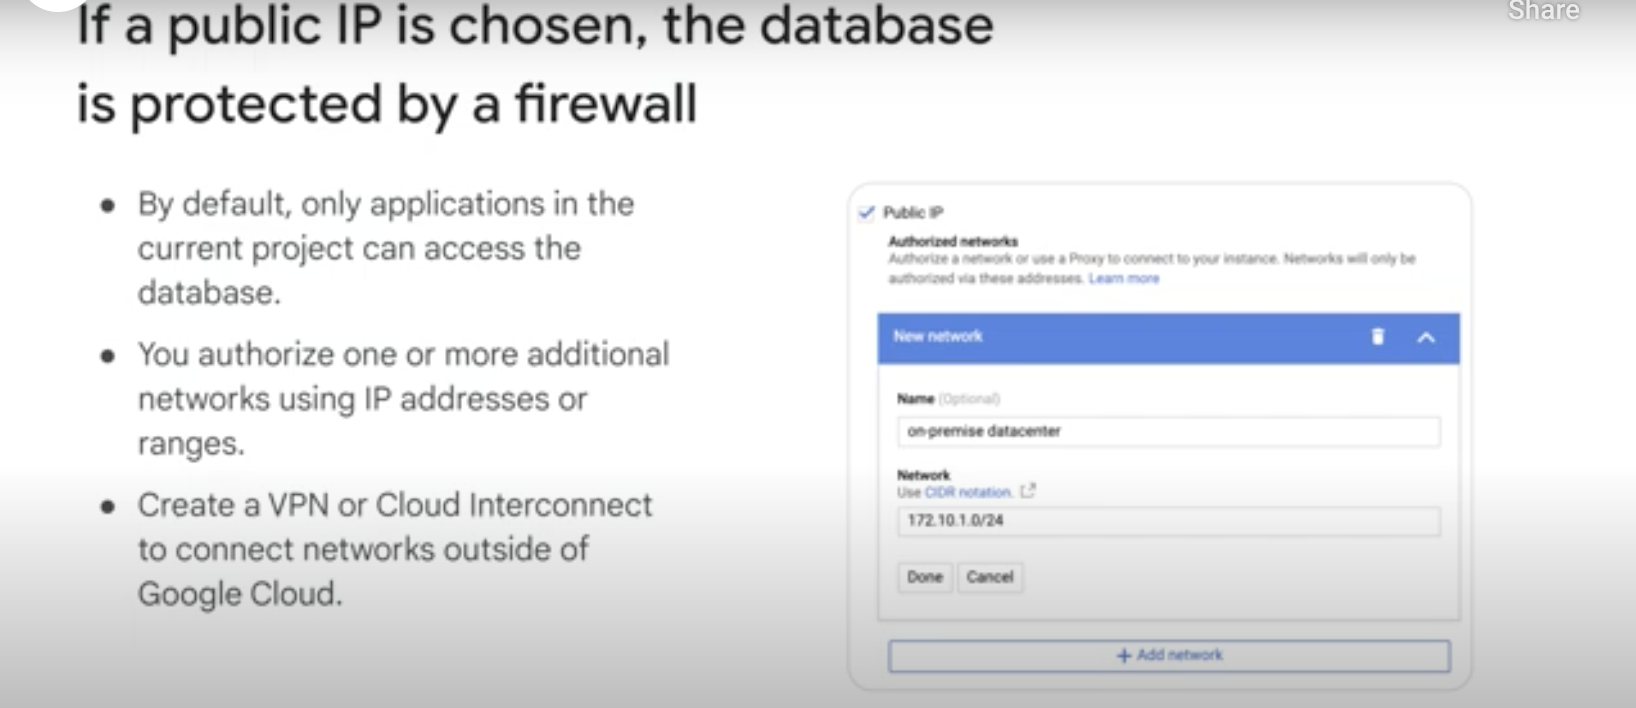 Share
If a public IP is chosen, the database
is protected by a firewall
By default, only applications in the
current project can access the
database.
You authorize one or more additional
networks using IP addresses or
ranges.
Create a VPN or Cloud Interconnect
to connect networks outside of
Google Cloud.
Public IP
Authorized networks
Authorize a network or use a Proxy to connect to your instance. Networks will only be
authorized via these addresses. Learn more
New network
Name (Optional)
on-premise datacenter
Network
Use CIDR notation.
172.10.1.0/24
Done Cancel
+ Add network